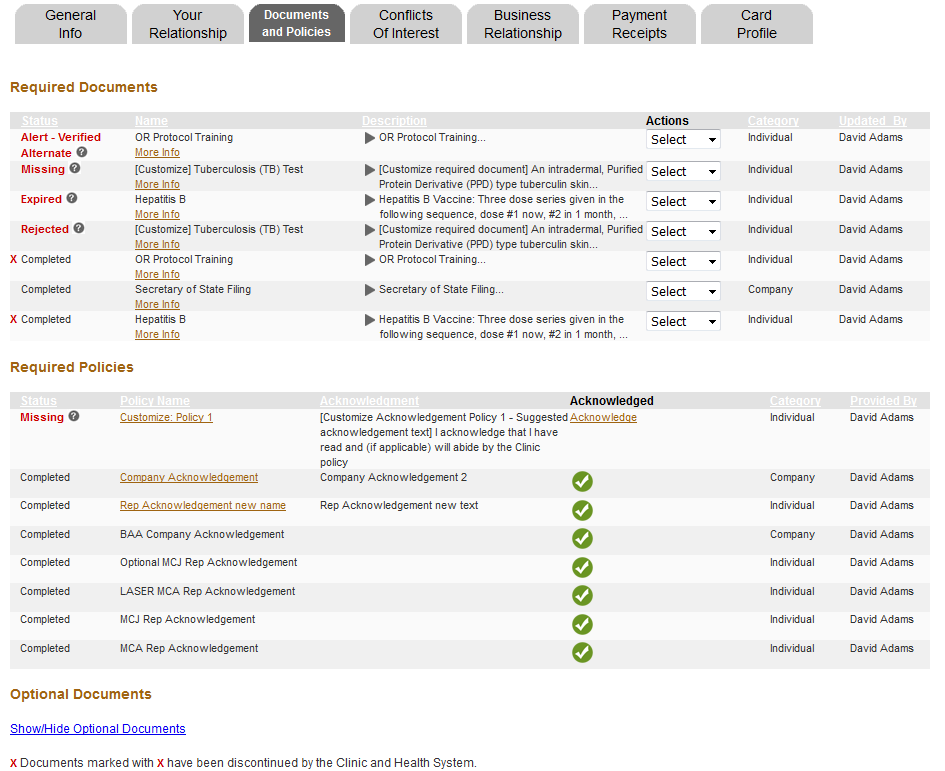 General Info
Your Relationship
Documents and Policies
Conflicts Of Interest
Business Relationship
Payment Receipts
Card Profile
Required Documents
Status Name Description Actions Category Updated By
Alert - Verified OR Protocol Training OR Protocol Training... Select Individual David Adams
Alternate ? More Info
Missing ? [Customize] Tuberculosis (TB) Test [Customize required document] An intradermal, Purified Select Individual David Adams
More Info Protein Derivative (PPD) type tuberculin skin...
Expired ? Hepatitis B Hepatitis B Vaccine: Three dose series given in the Select Individual David Adams
More Info following sequence, dose #1 now, #2 in 1 month, ...
Rejected ? [Customize] Tuberculosis (TB) Test [Customize required document] An intradermal, Purified Select Individual David Adams
More Info Protein Derivative (PPD) type tuberculin skin...
X Completed OR Protocol Training OR Protocol Training... Select Individual David Adams
More Info
Completed Secretary of State Filing Secretary of State Filing... Select Company David Adams
More Info
X Completed Hepatitis B Hepatitis B Vaccine: Three dose series given in the Select Individual David Adams
More Info following sequence, dose #1 now, #2 in 1 month, ...
Required Policies
Status Policy Name Acknowledgment Acknowledged Category Provided By
Missing ? Customize: Policy 1 [Customize Acknowledgement Policy 1 - Suggested Acknowledge Individual David Adams
acknowledgement text] I acknowledge that I have
read and (if applicable) will abide by the Clinic
policy
Completed Company Acknowledgement Company Acknowledgement 2 Company David Adams
Completed Rep Acknowledgement new name Rep Acknowledgement new text Individual David Adams
Completed BAA Company Acknowledgement Company David Adams
Completed Optional MCJ Rep Acknowledgement Individual David Adams
Completed LASER MCA Rep Acknowledgement Individual David Adams
Completed MCJ Rep Acknowledgement Individual David Adams
Completed MCA Rep Acknowledgement Individual David Adams
Optional Documents
Show/Hide Optional Documents
X Documents marked with X have been discontinued by the Clinic and Health System.